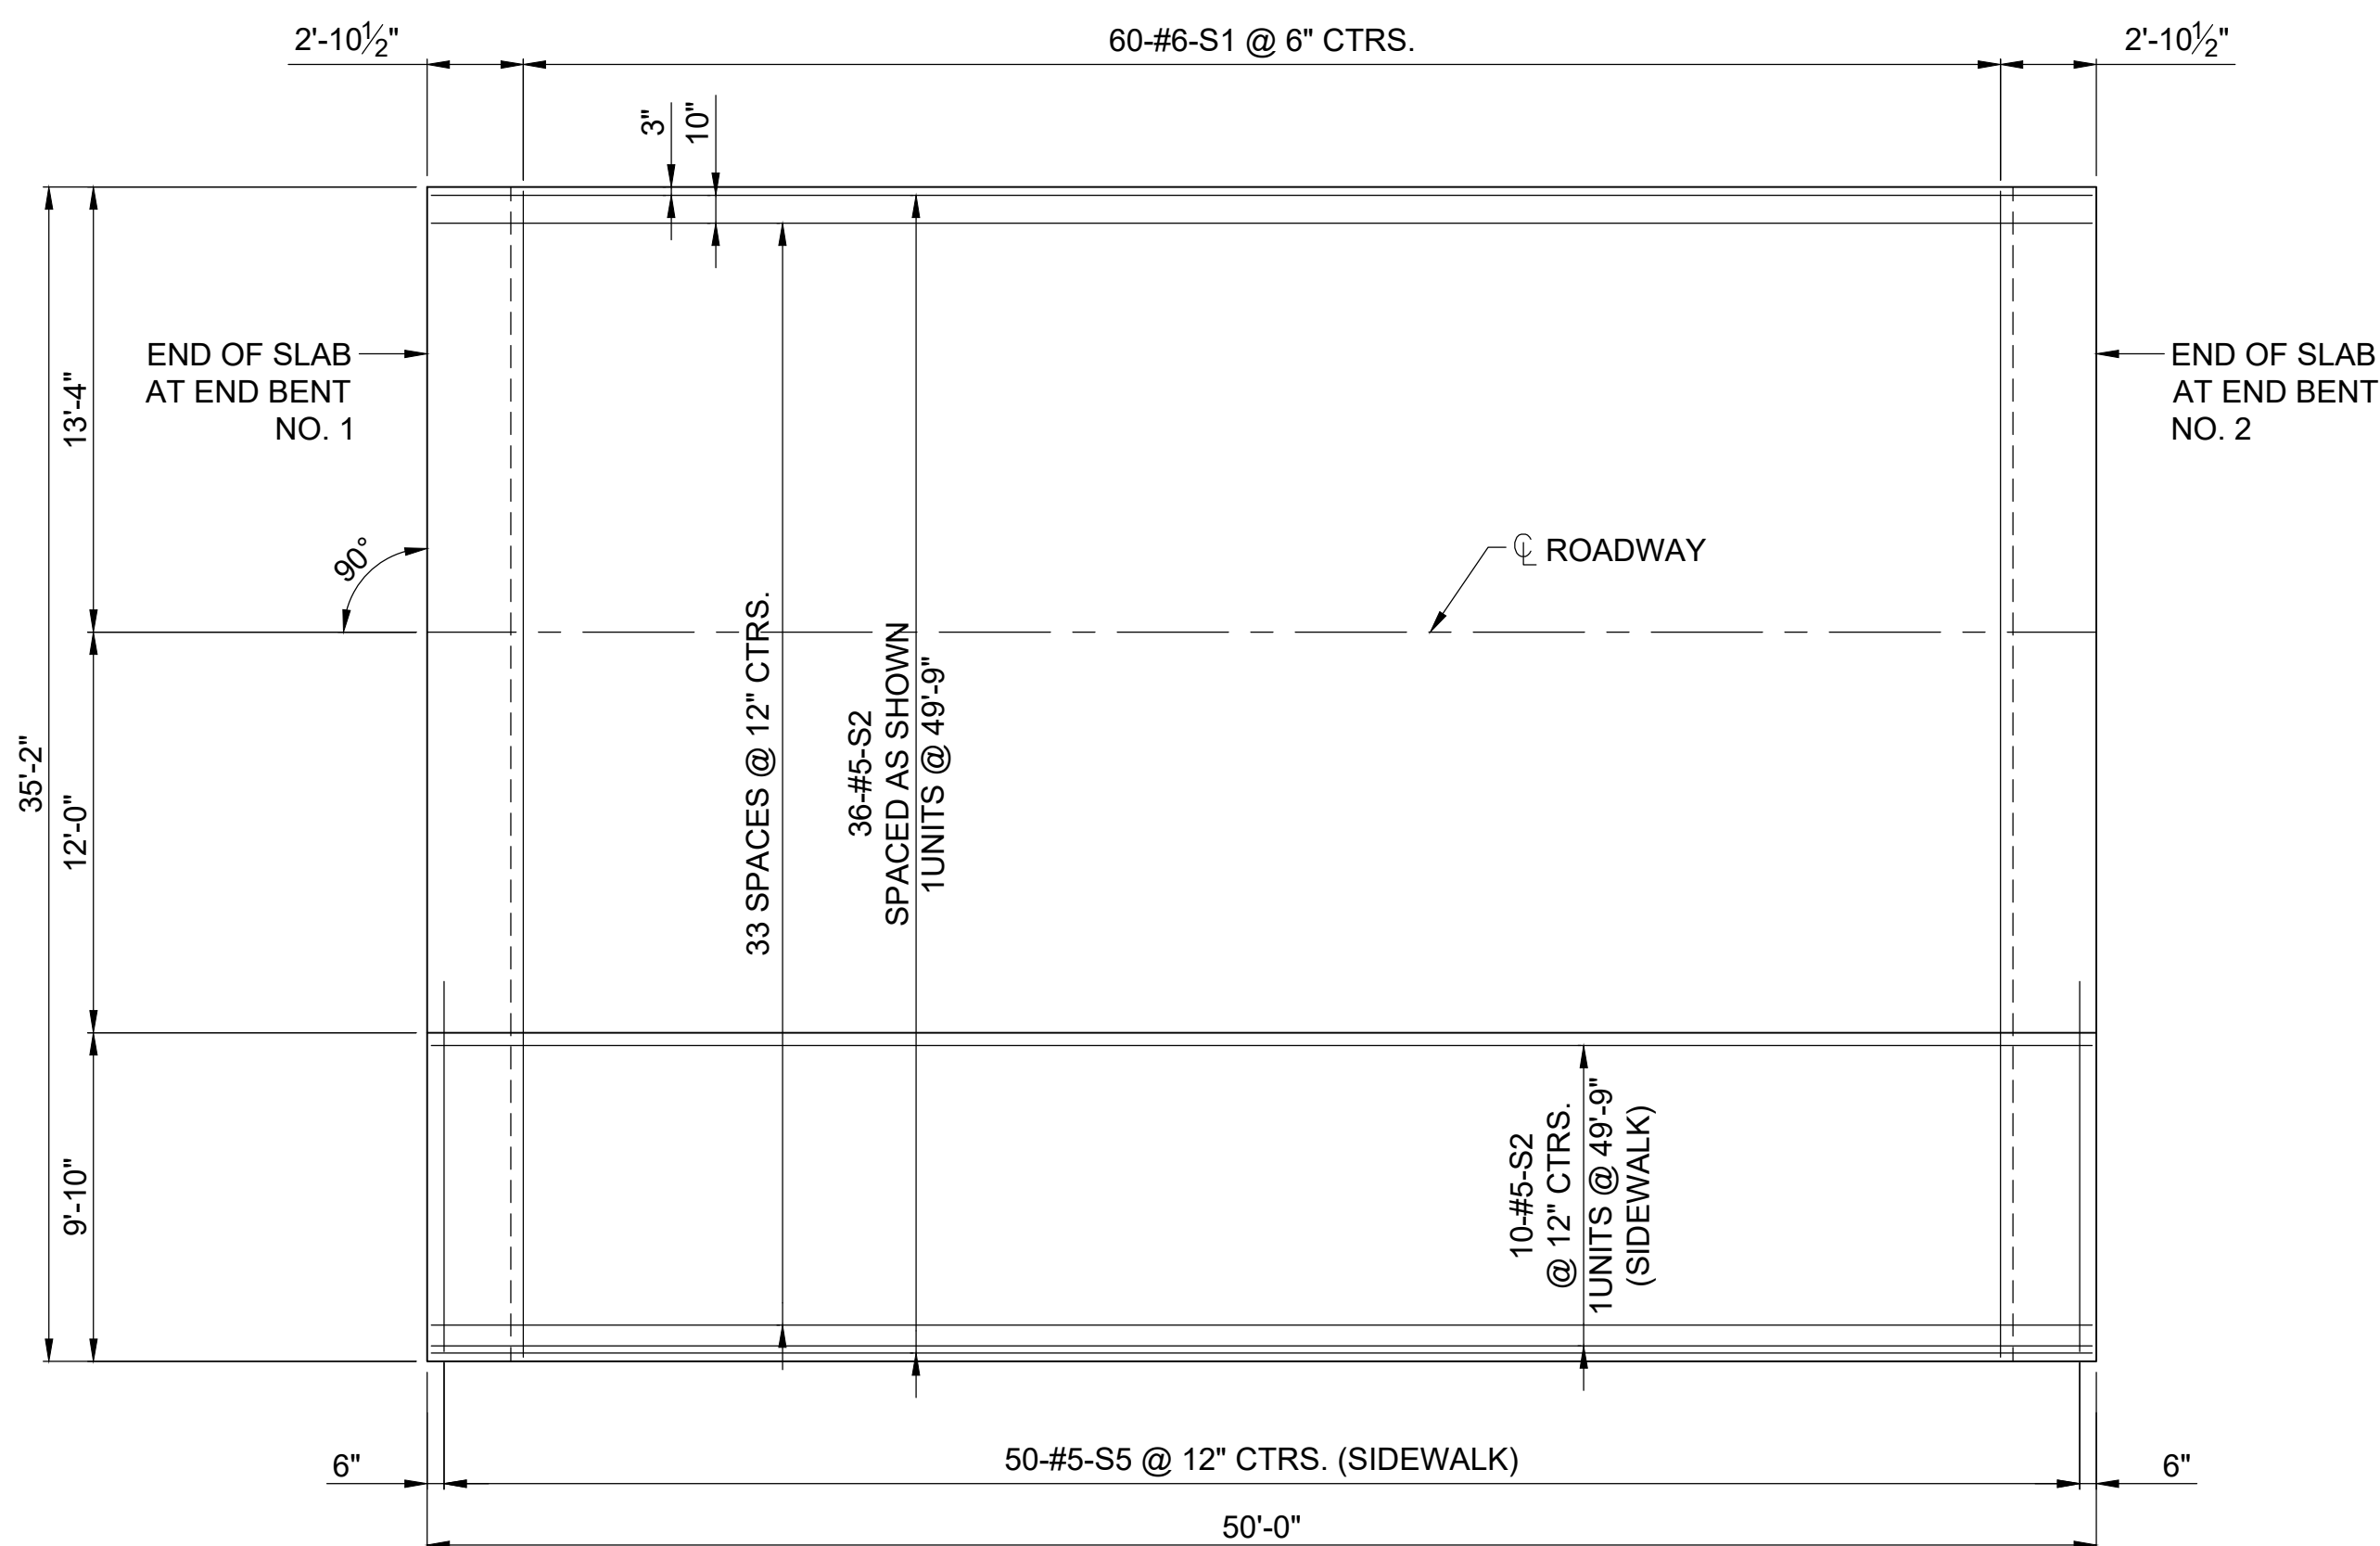 2'-10½"
60-#6-S1 @ 6" CTRS.
2'-10½"
3"
10"
END OF SLAB
AT END BENT
NO. 1
END OF SLAB
AT END BENT
NO. 2
13'-4"
90°
℄ ROADWAY
35'-2"
12'-0"
33 SPACES @ 12" CTRS.
36-#5-S2
SPACED AS SHOWN
1UNITS @ 49'-9"
9'-10"
10-#5-S2
@ 12" CTRS.
1UNITS @ 49'-9"
(SIDEWALK)
6"
50-#5-S5 @ 12" CTRS. (SIDEWALK)
6"
50'-0"